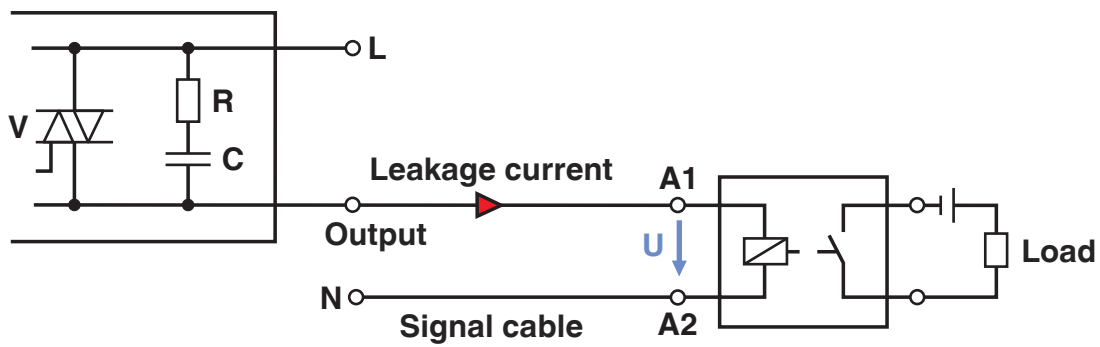 L
R
V
C
Leakage current
A1
Output
U
Load
N
Signal cable
A2